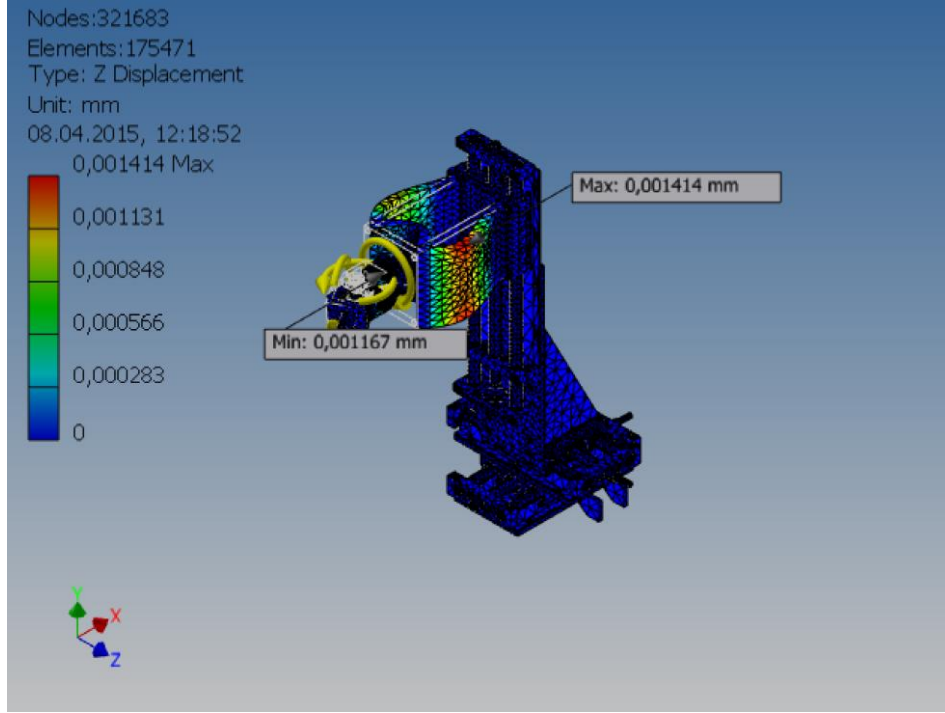 Nodes:321683
Elements:175471
Type: Z Displacement
Unit: mm
08.04.2015, 12:18:52
0,001414 Max
0,001131
0,000848
0,000566
0,000283
0
Max: 0,001414 mm
Min: 0,001167 mm
Y
X
Z